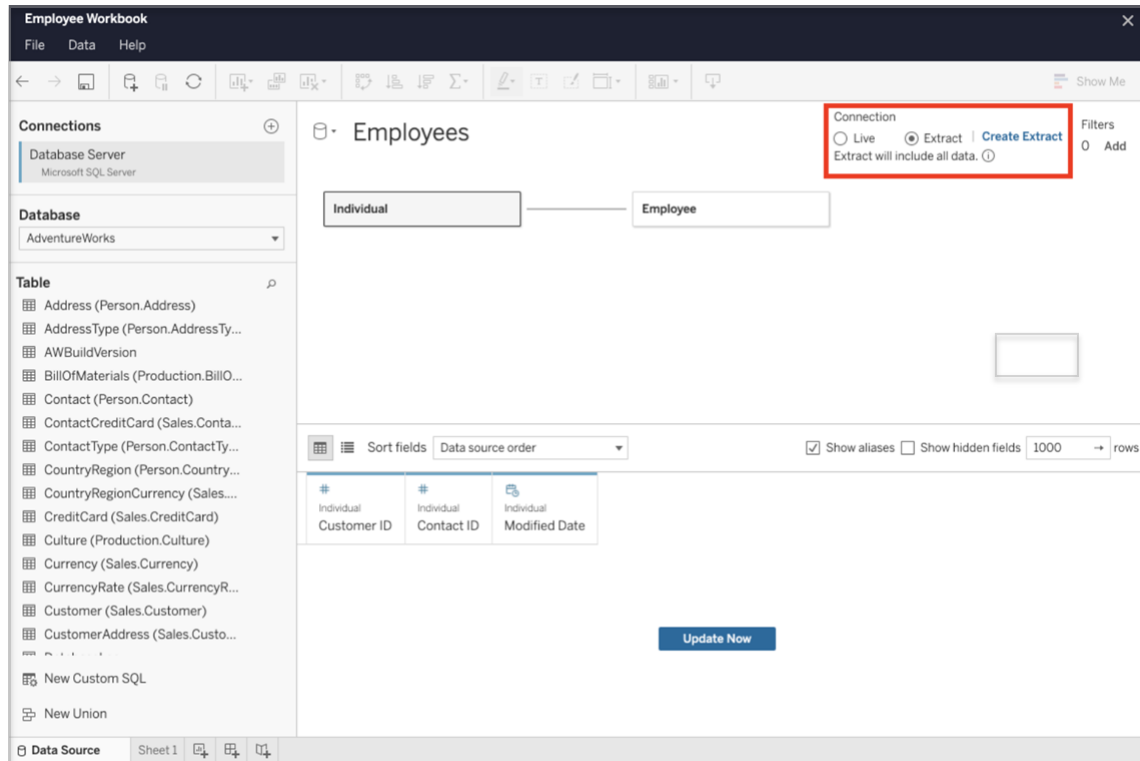 Employee Workbook
File Data Help
Show Me
Connections
Database Server
Microsoft SQL Server
Database
AdventureWorks
Table
Address (Person.Address)
AddressType (Person.AddressTy...
AWBuildVersion
BillOfMaterials (Production.BillO...
Contact (Person.Contact)
ContactCreditCard (Sales.Conta...
ContactType (Person.ContactTy...
CountryRegion (Person.Country...
CountryRegionCurrency (Sales....
CreditCard (Sales.CreditCard)
Culture (Production.Culture)
Currency (Sales.Currency)
CurrencyRate (Sales.CurrencyR...
Customer (Sales.Customer)
CustomerAddress (Sales.Custo...
New Custom SQL
New Union
Employees
Connection
Live Extract | Create Extract
Extract will include all data.
Filters
0 Add
Individual Employee
Sort fields Data source order Show aliases Show hidden fields 1000 → rows
Individual Individual Individual
Customer ID Contact ID Modified Date
Update Now
Data Source Sheet 1